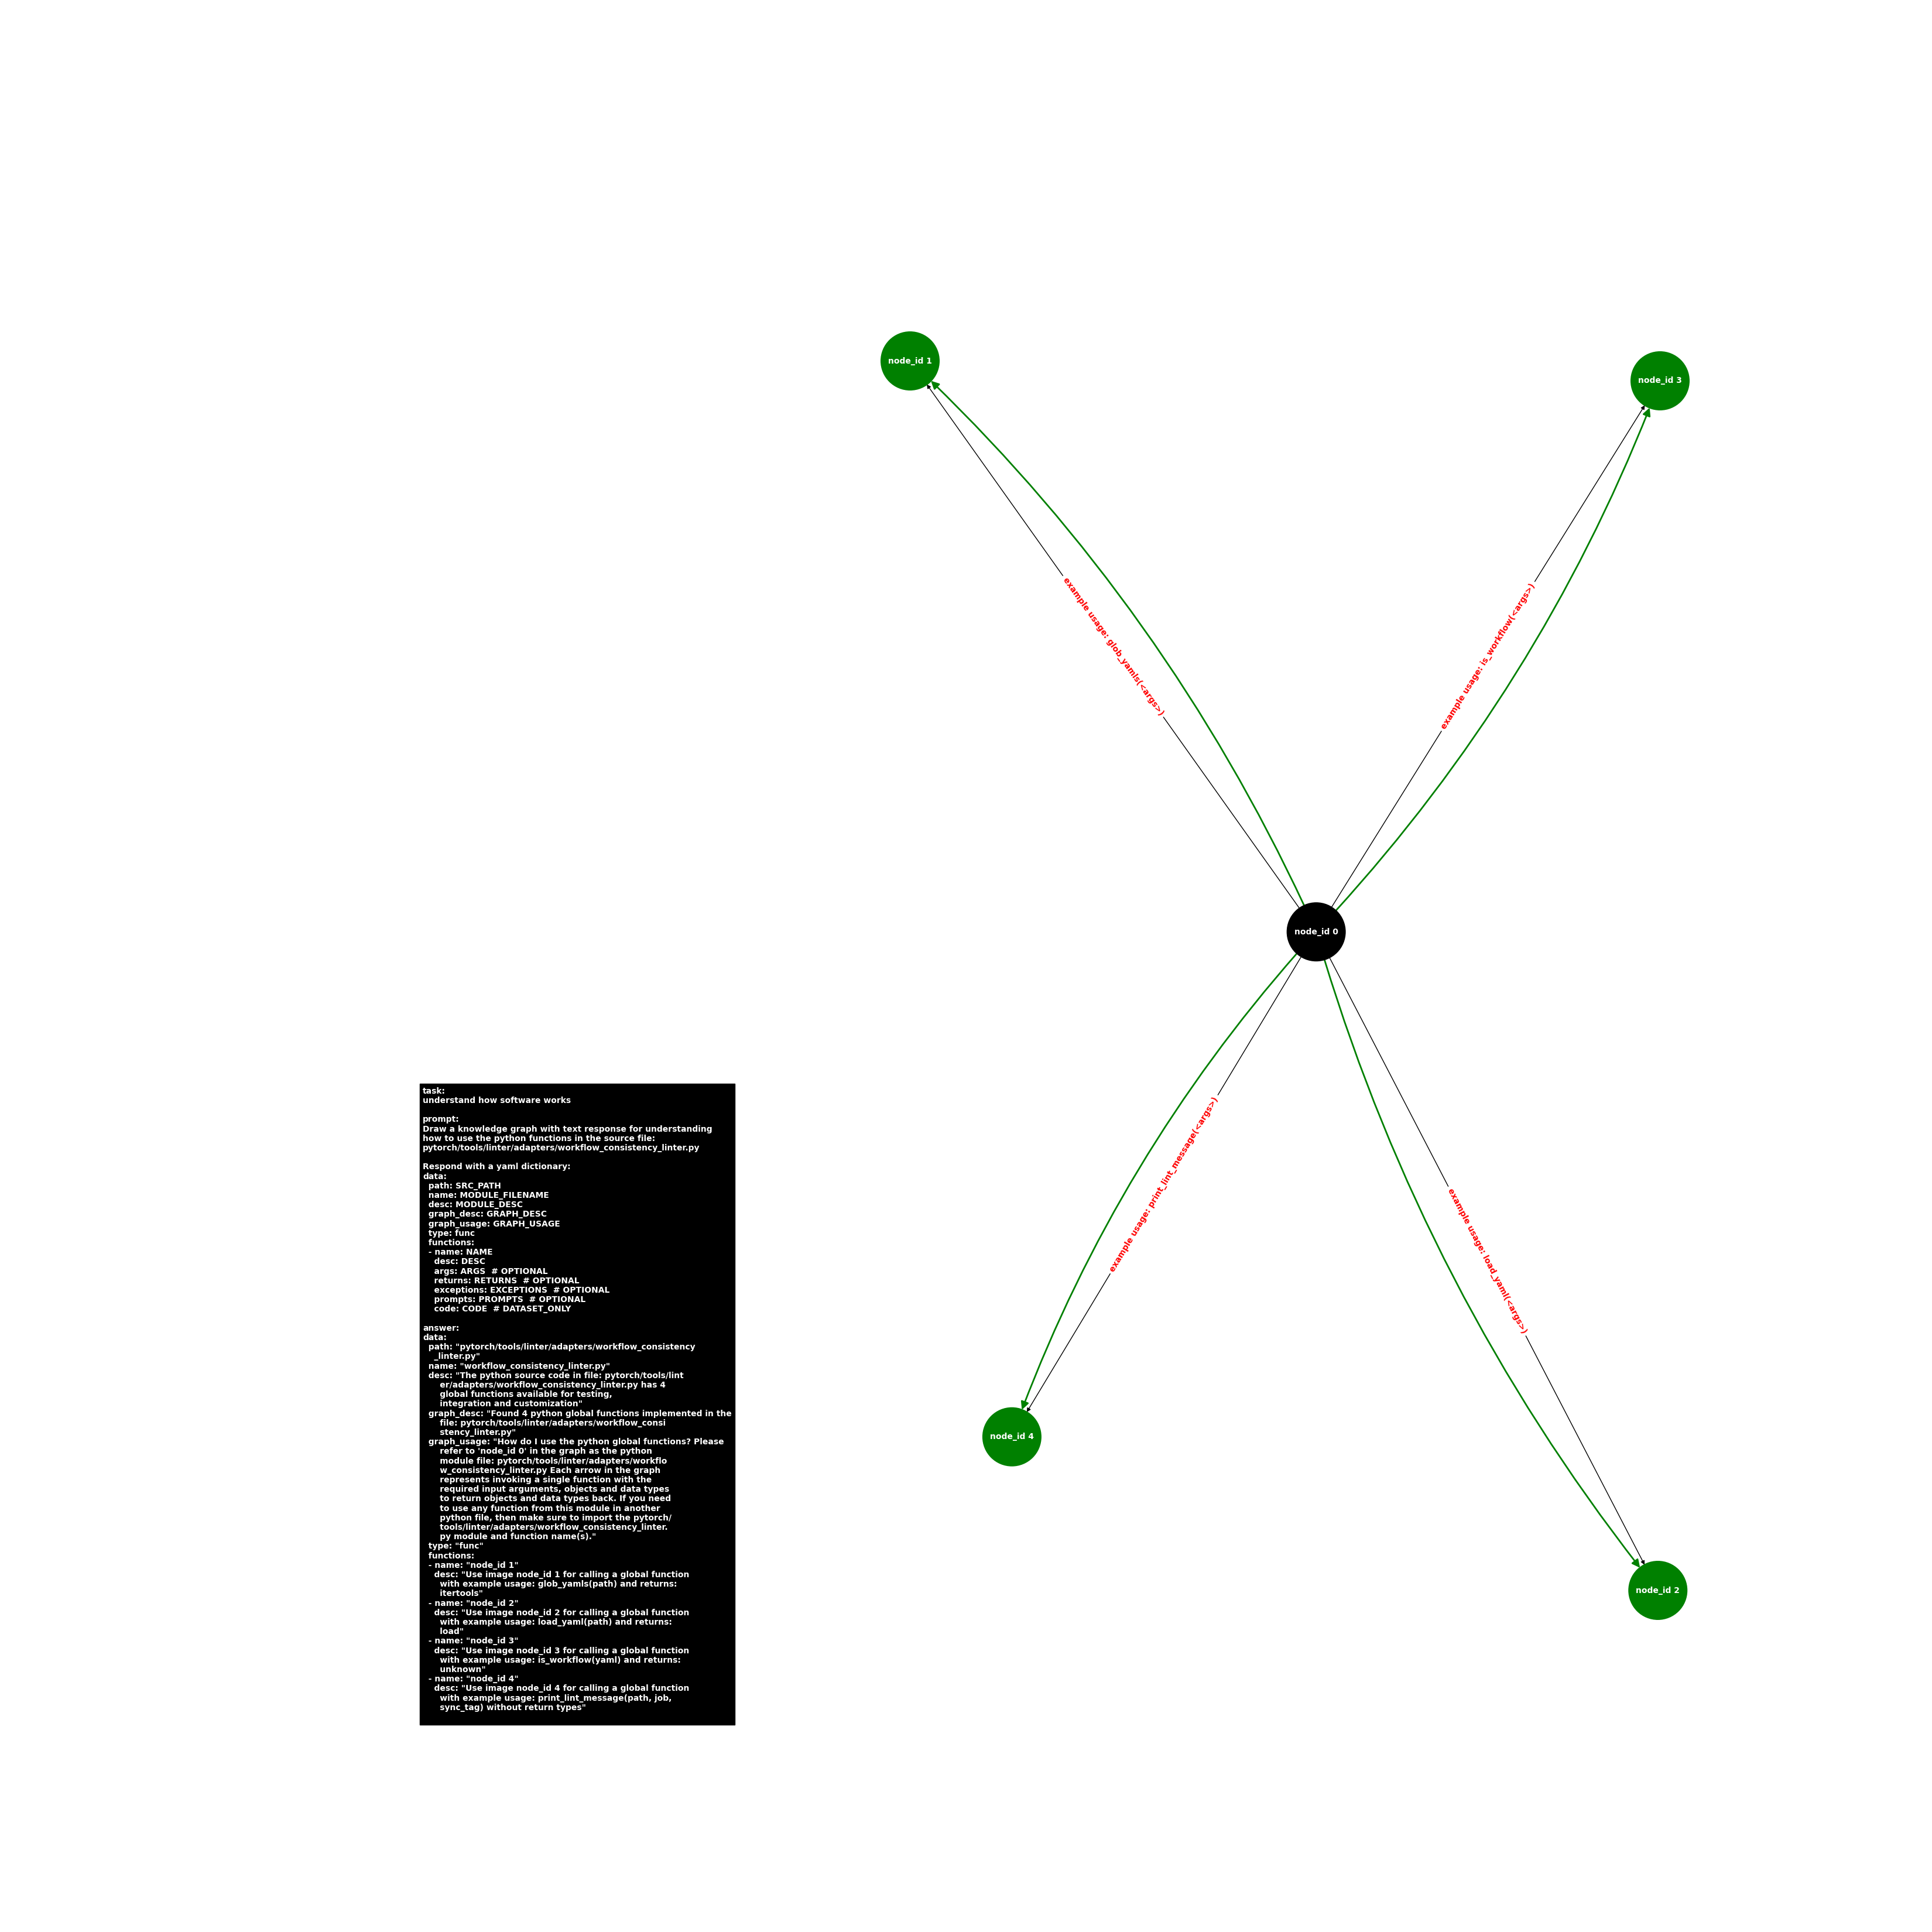 node_id 1
node_id 3
example usage: glob_yamls(<args>)
example usage: is_workflow(<args>)
node_id 0
example usage: print_lint_message(<args>)
example usage: load_yaml(<args>)
node_id 4
node_id 2
task:
understand how software works

prompt:
Draw a knowledge graph with text response for understanding
how to use the python functions in the source file:
pytorch/tools/linter/adapters/workflow_consistency_linter.py

Respond with a yaml dictionary:
data:
  path: SRC_PATH
  name: MODULE_FILENAME
  desc: MODULE_DESC
  graph_desc: GRAPH_DESC
  graph_usage: GRAPH_USAGE
  type: func
  functions:
  - name: NAME
    desc: DESC
    args: ARGS  # OPTIONAL
    returns: RETURNS  # OPTIONAL
    exceptions: EXCEPTIONS  # OPTIONAL
    prompts: PROMPTS  # OPTIONAL
    code: CODE  # DATASET_ONLY

answer:
data:
  path: "pytorch/tools/linter/adapters/workflow_consistency
    _linter.py"
  name: "workflow_consistency_linter.py"
  desc: "The python source code in file: pytorch/tools/lint
      er/adapters/workflow_consistency_linter.py has 4
      global functions available for testing,
      integration and customization"
  graph_desc: "Found 4 python global functions implemented in the
      file: pytorch/tools/linter/adapters/workflow_consi
      stency_linter.py"
  graph_usage: "How do I use the python global functions? Please
      refer to 'node_id 0' in the graph as the python
      module file: pytorch/tools/linter/adapters/workflo
      w_consistency_linter.py Each arrow in the graph
      represents invoking a single function with the
      required input arguments, objects and data types
      to return objects and data types back. If you need
      to use any function from this module in another
      python file, then make sure to import the pytorch/
      tools/linter/adapters/workflow_consistency_linter.
      py module and function name(s)."
  type: "func"
  functions:
  - name: "node_id 1"
    desc: "Use image node_id 1 for calling a global function
      with example usage: glob_yamls(path) and returns:
      itertools"
  - name: "node_id 2"
    desc: "Use image node_id 2 for calling a global function
      with example usage: load_yaml(path) and returns:
      load"
  - name: "node_id 3"
    desc: "Use image node_id 3 for calling a global function
      with example usage: is_workflow(yaml) and returns:
      unknown"
  - name: "node_id 4"
    desc: "Use image node_id 4 for calling a global function
      with example usage: print_lint_message(path, job,
      sync_tag) without return types"